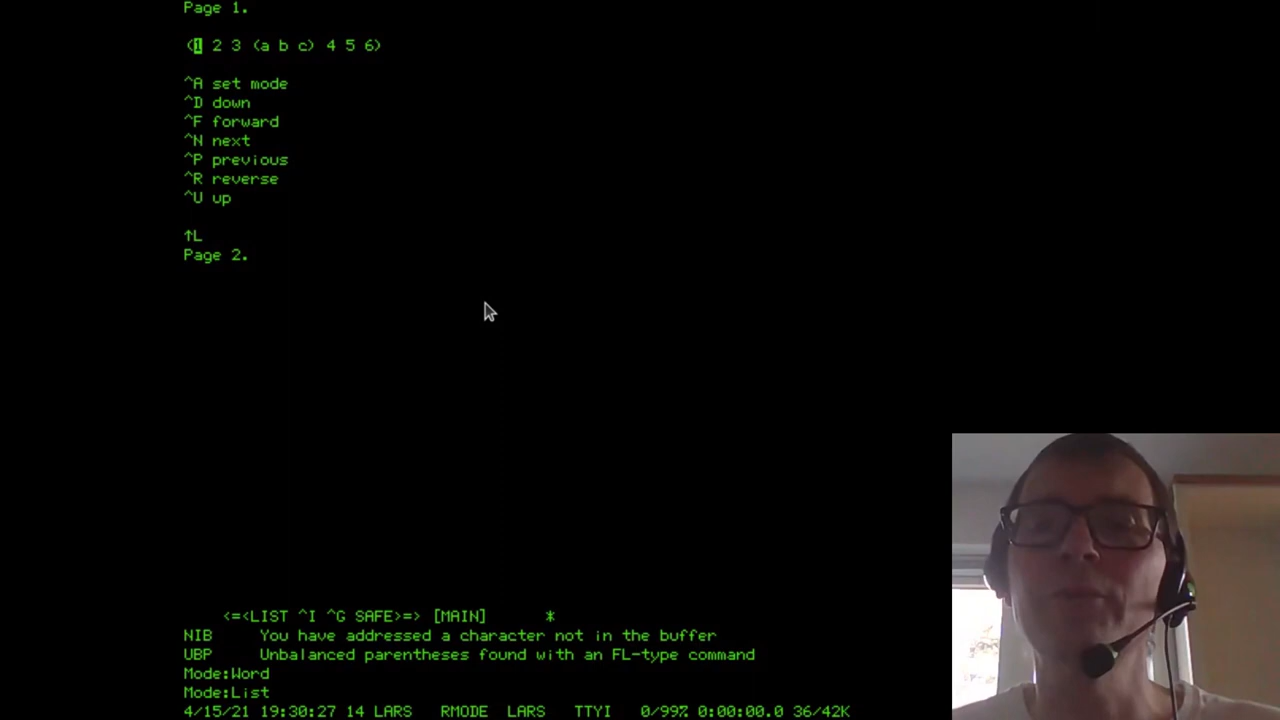 Page 1.
(1 2 3 (a b c) 4 5 6)
^A set mode
^D down
^F forward
^N next
^P previous
^R reverse
^U up
↑L
Page 2.
<=<LIST ^I ^G SAFE>=> [MAIN] *
NIB You have addressed a character not in the buffer
UBP Unbalanced parentheses found with an FL-type command
Mode:Word
Mode:List
4/15/21 19:30:27 14 LARS RMODE LARS TTYI 0/99% 0:00:00.0 36/42K